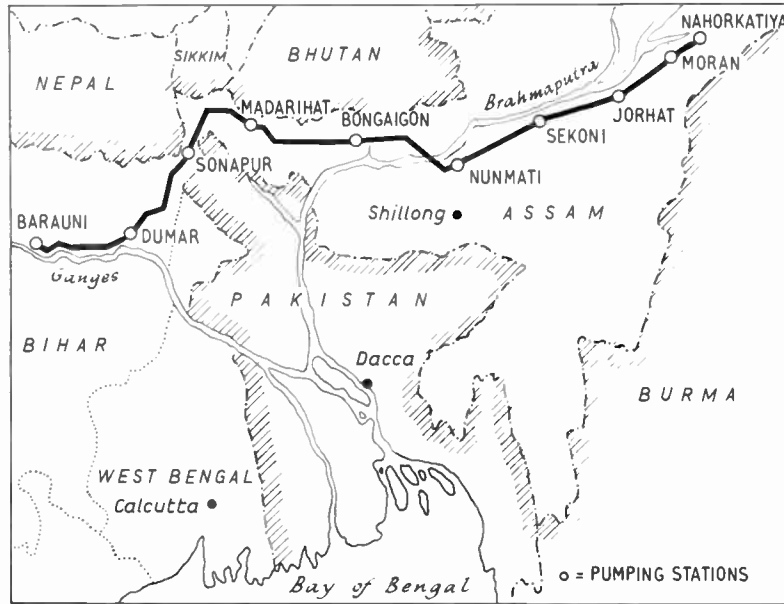 NAHORKATIYA
SIKKIM
BHUTAN
MORAN
NEPAL
Brahmaputra
MADARIHAT
JORHAT
BONGAIGON
SEKONI
SONAPUR
NUNMATI
Shillong
ASSAM
BARAUNI
DUMAR
Ganges
PAKISTAN
BIHAR
Dacca
BURMA
WEST BENGAL
Calcutta
Bay of Bengal
o = PUMPING STATIONS